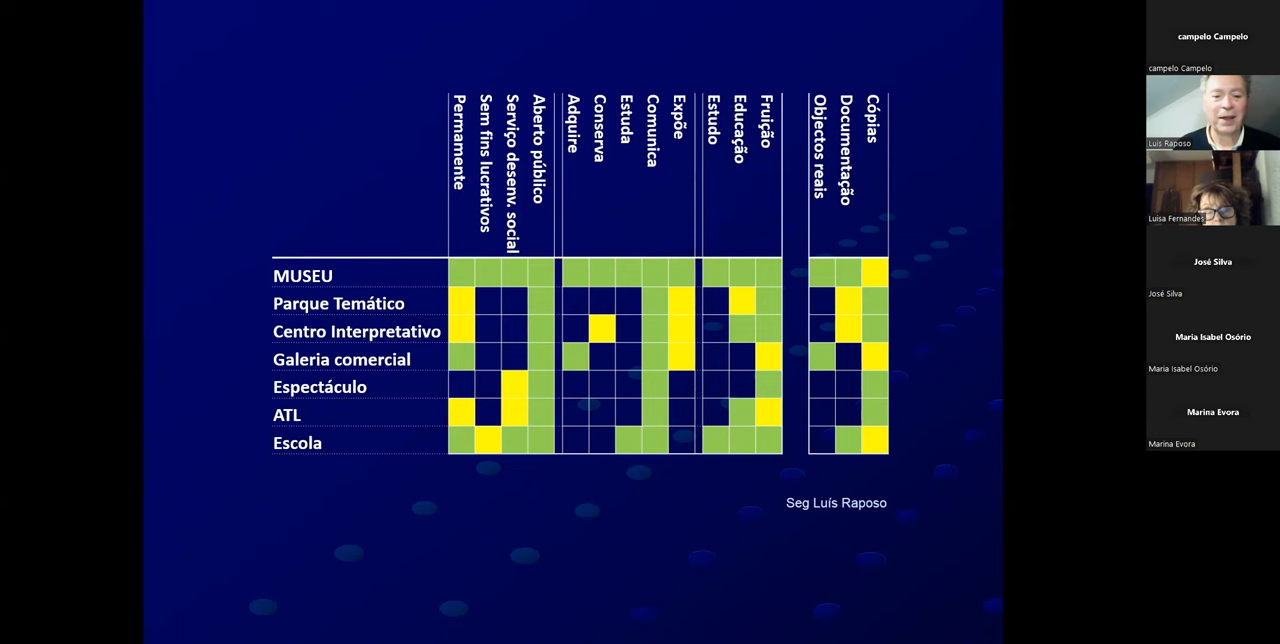 Permamente
Sem fins lucrativos
Serviço desenv. social
Aberto público
Adquire
Conserva
Estuda
Comunica
Expõe
Estudo
Educação
Fruição
Objectos reais
Documentação
Cópias
MUSEU
Parque Temático
Centro Interpretativo
Galeria comercial
Espectáculo
ATL
Escola
Seg Luís Raposo
campelo Campelo
campelo Campelo
Luis Raposo
Luisa Fernandes
José Silva
José Silva
Maria Isabel Osório
Maria Isabel Osório
Marina Evora
Marina Evora